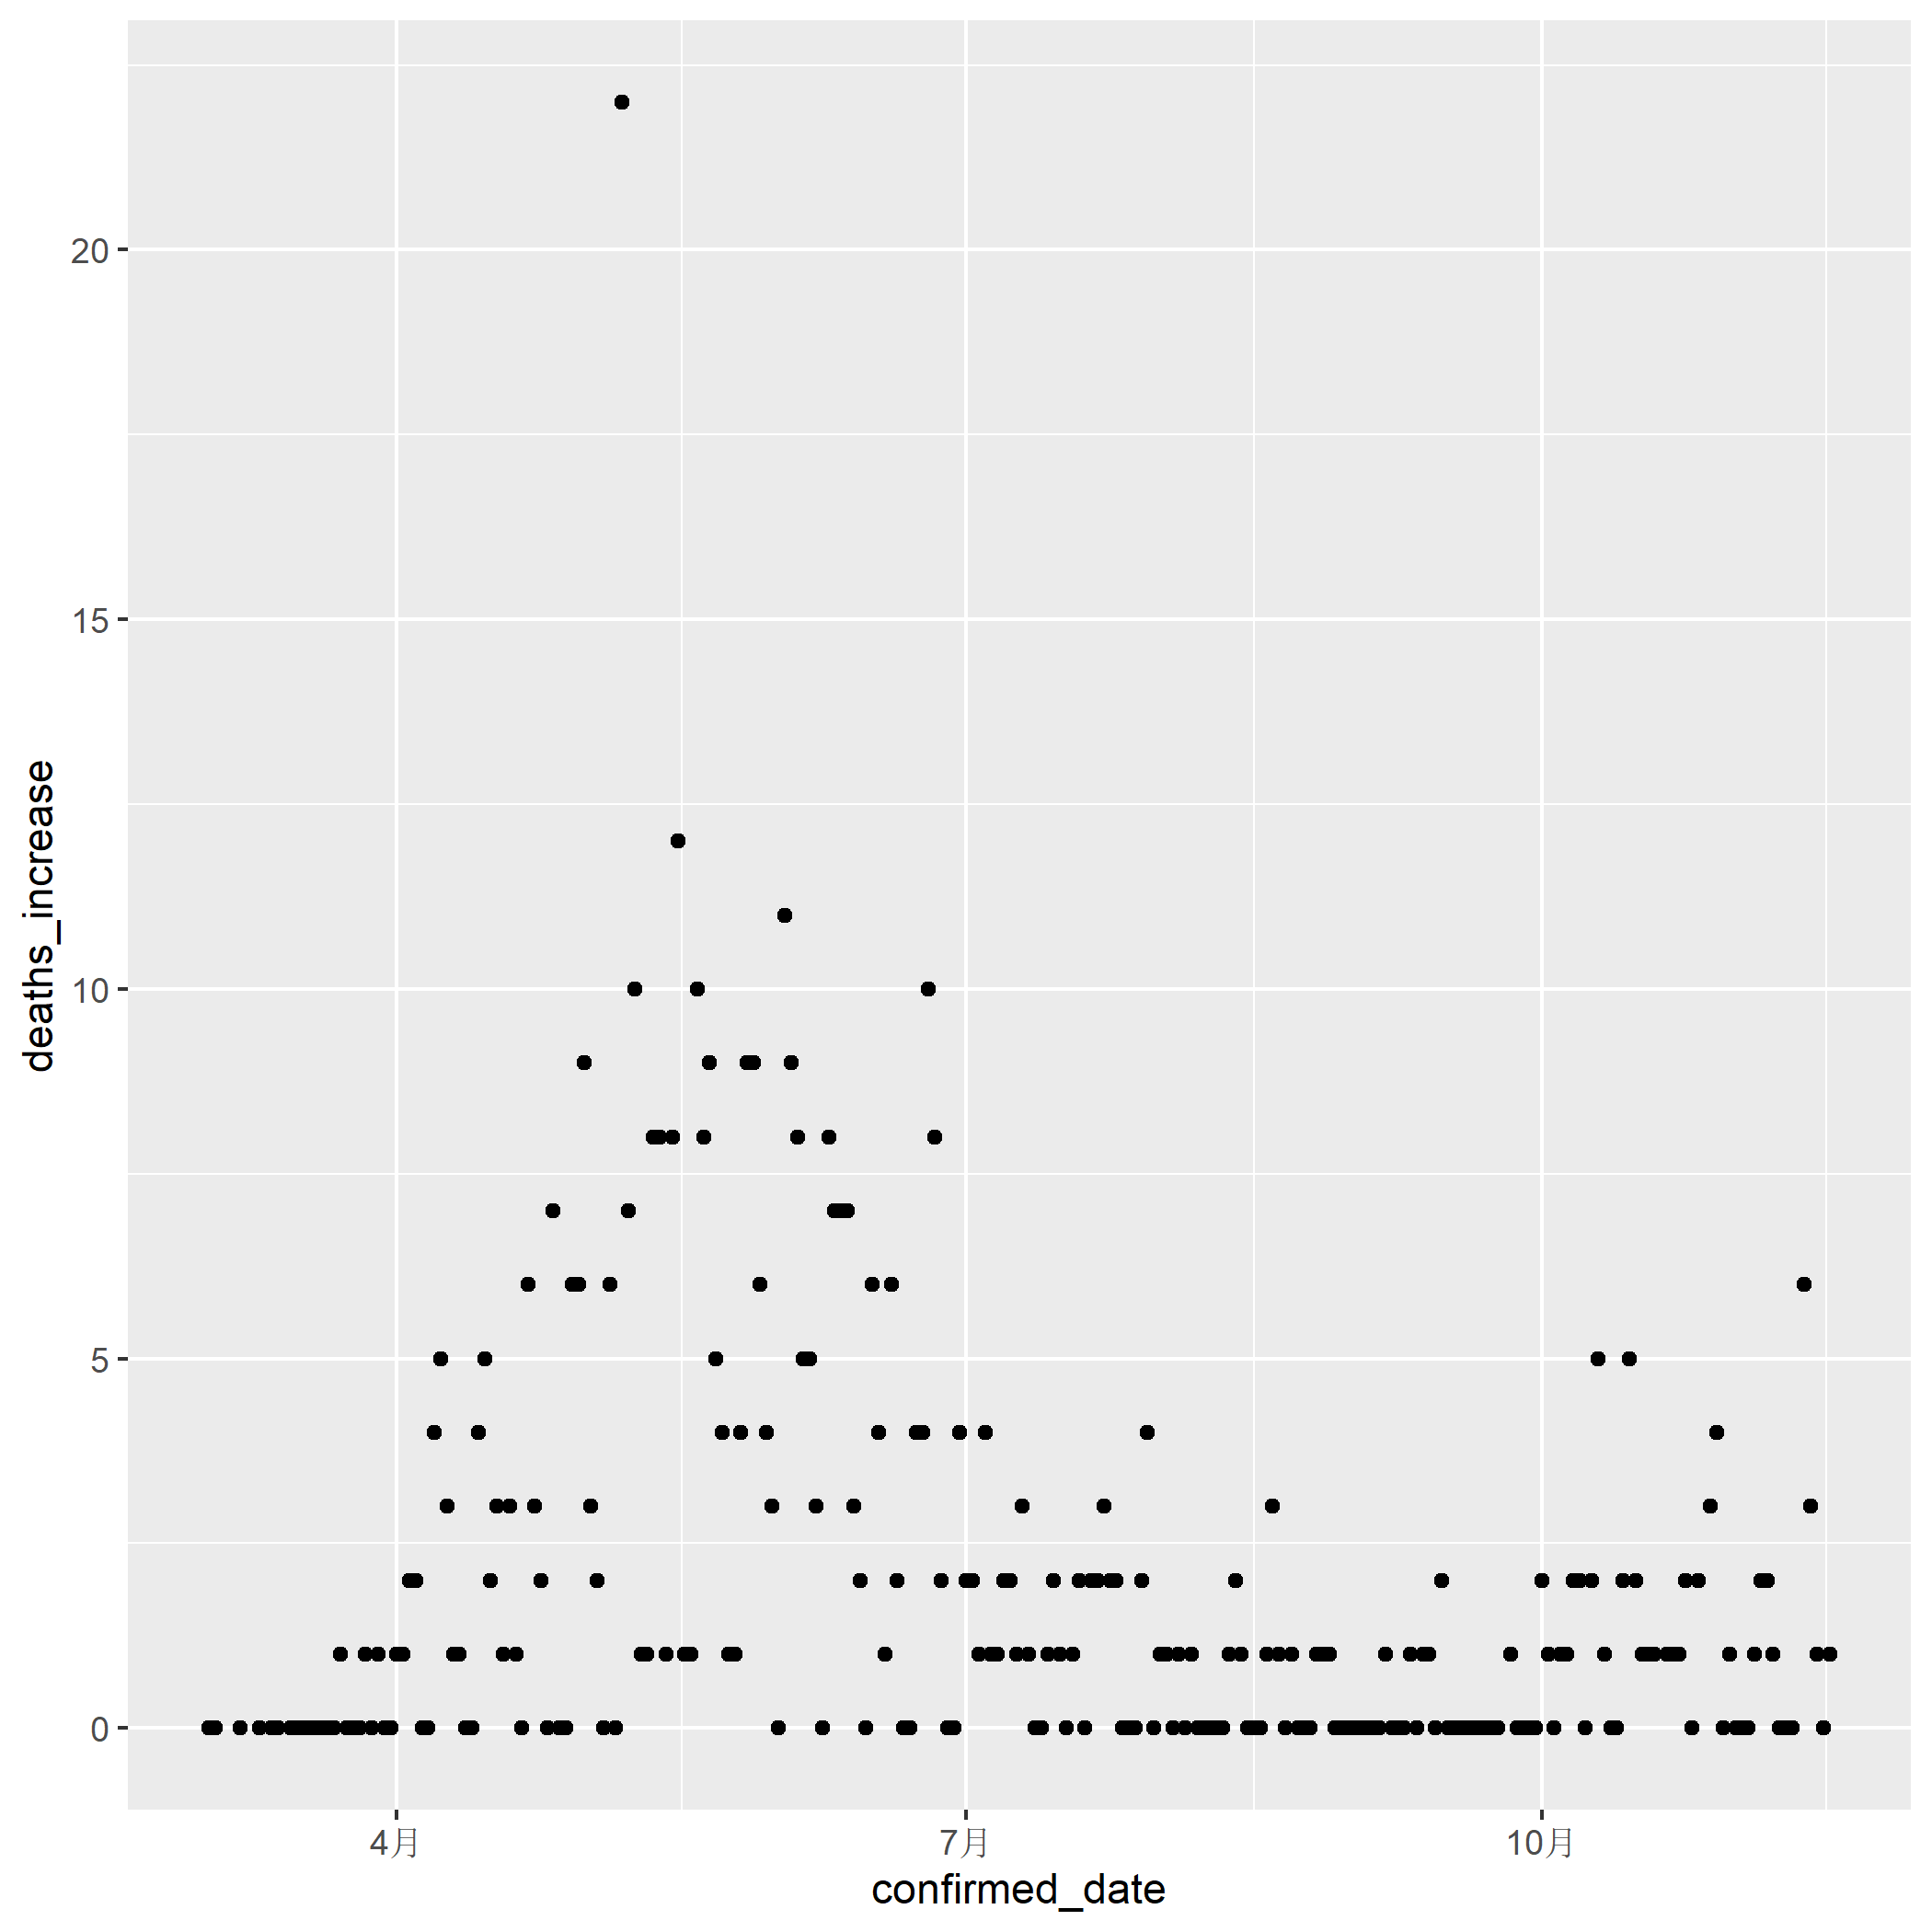 deaths_increase
20
15
10
5
0
4月
7月
10月
confirmed_date